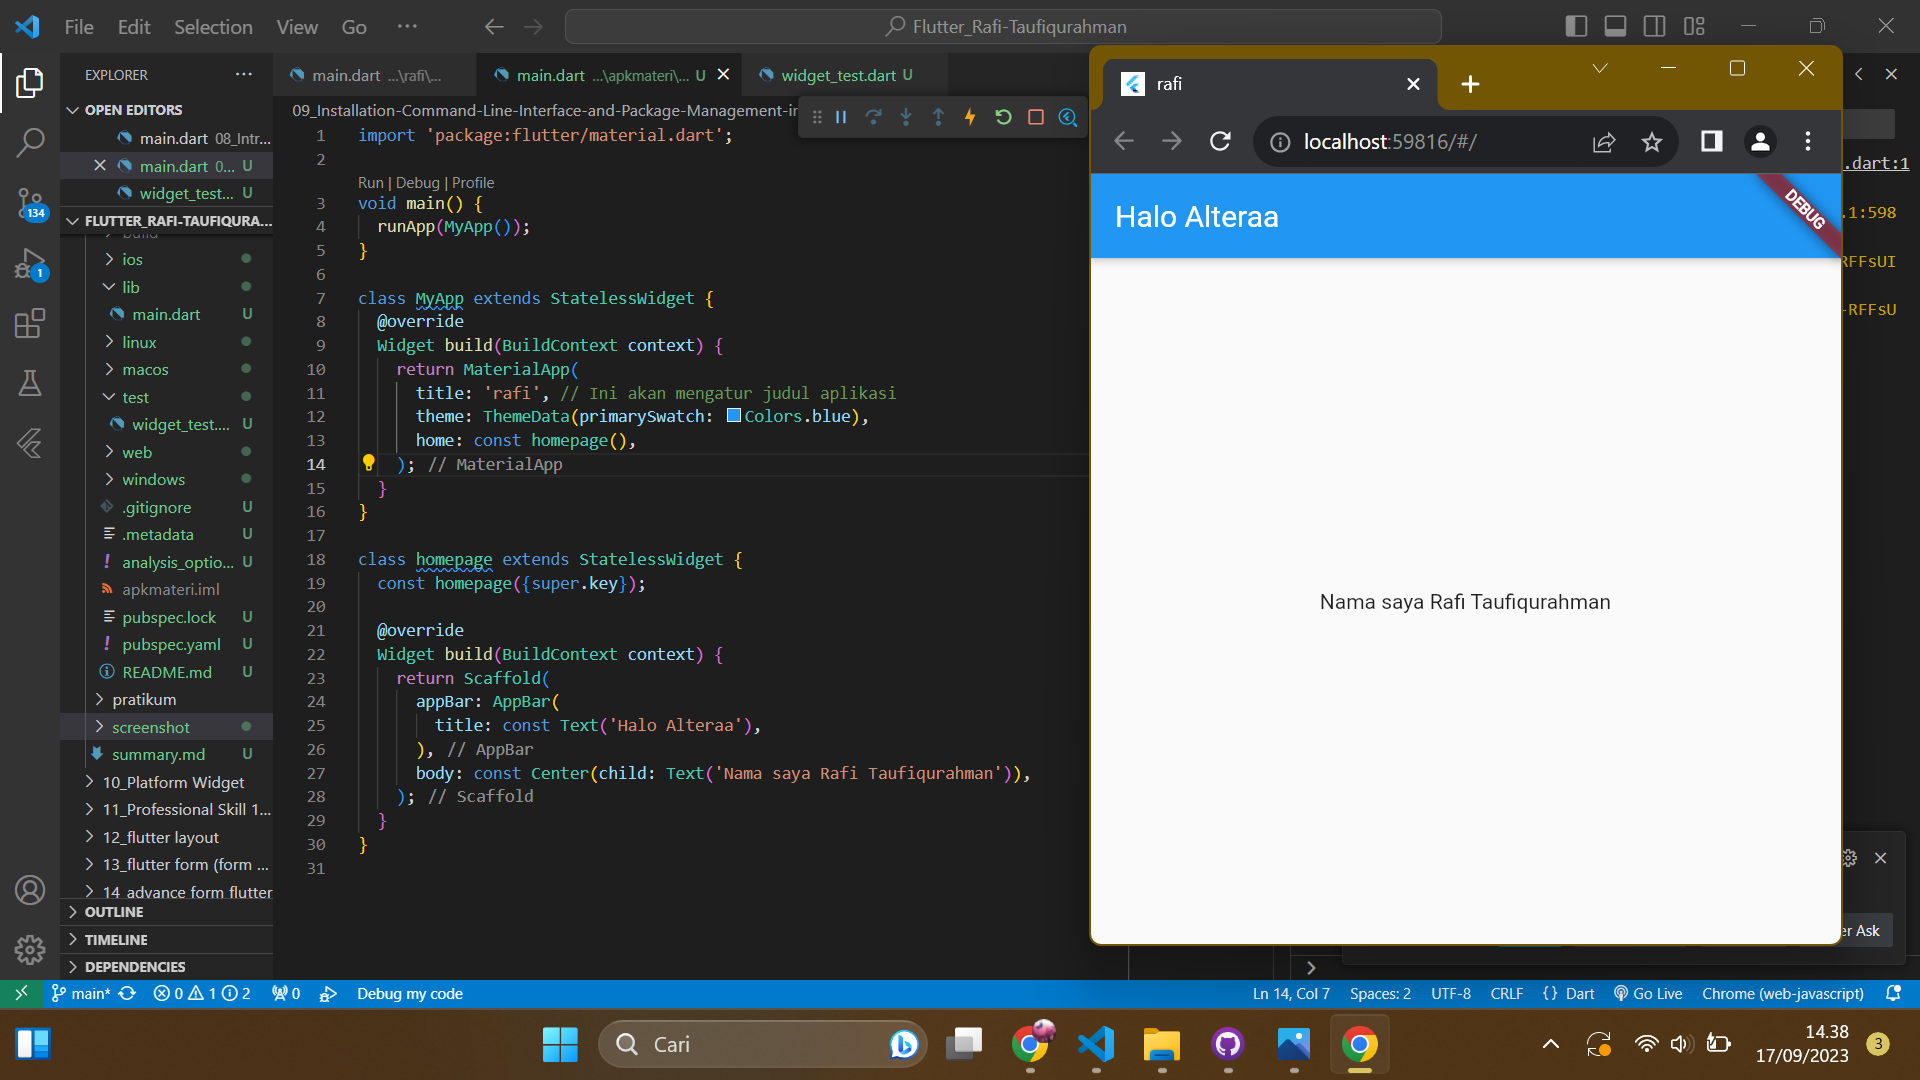 File Edit Selection View Go ··· Flutter_Rafi-Taufiqurahman
EXPLORER ···
OPEN EDITORS
main.dart 08_Intr...
main.dart 0... U
widget_test... U
FLUTTER_RAFI-TAUFIQURA...
build
ios
lib
main.dart U
linux
macos
test
widget_test.... U
web
windows
.gitignore U
.metadata U
analysis_optio... U
apkmateri.iml
pubspec.lock U
pubspec.yaml U
README.md U
pratikum
screenshot
summary.md U
10_Platform Widget
11_Professional Skill 1...
12_flutter layout
13_flutter form (form ...
14_advance form flutter
OUTLINE
TIMELINE
DEPENDENCIES
134
1
main.dart ...\rafi\...
main.dart ...\apkmateri\... U
widget_test.dart U
09_Installation-Command-Line-Interface-and-Package-Management-in
1 import 'package:flutter/material.dart';
2
Run | Debug | Profile
3 void main() {
4 runApp(MyApp());
5 }
6
7 class MyApp extends StatelessWidget {
8 @override
9 Widget build(BuildContext context) {
10 return MaterialApp(
11 title: 'rafi', // Ini akan mengatur judul aplikasi
12 theme: ThemeData(primarySwatch: Colors.blue),
13 home: const homepage(),
14 ); // MaterialApp
15 }
16 }
17
18 class homepage extends StatelessWidget {
19 const homepage({super.key});
20
21 @override
22 Widget build(BuildContext context) {
23 return Scaffold(
24 appBar: AppBar(
25 title: const Text('Halo Alteraa'),
26 ), // AppBar
27 body: const Center(child: Text('Nama saya Rafi Taufiqurahman')),
28 ); // Scaffold
29 }
30 }
31
rafi
localhost:59816/#/
Halo Alteraa
DEBUG
Nama saya Rafi Taufiqurahman
.dart:1
.1:598
RFFsUI
-RFFsU
er Ask
main* 0 1 2 0 Debug my code
Ln 14, Col 7 Spaces: 2 UTF-8 CRLF {} Dart Go Live Chrome (web-javascript)
Cari
14.38
17/09/2023
3